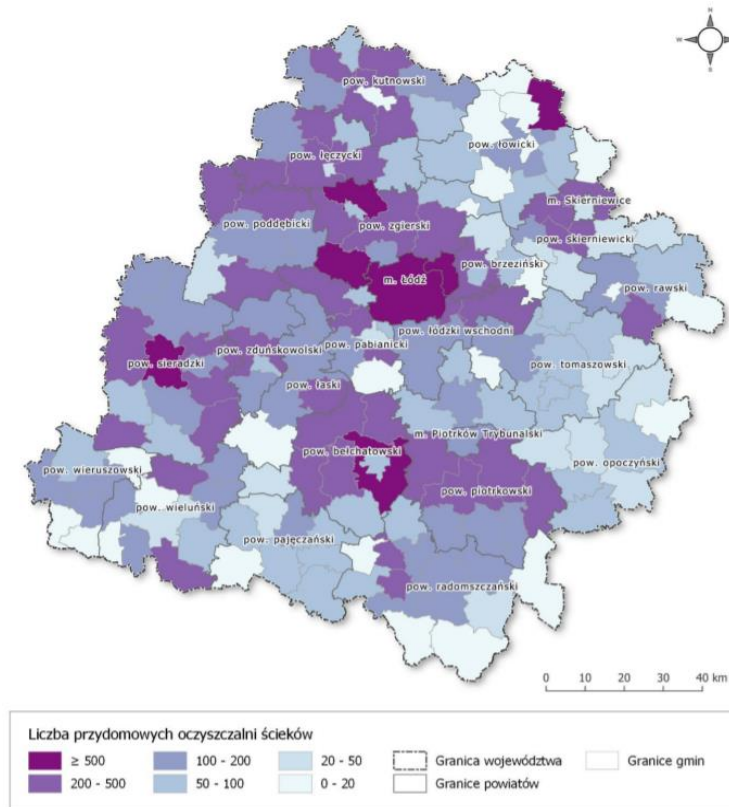 N
W E
S
pow. kutnowski
pow. łowicki
pow. łęczycki
m. Skierniewice
pow. zgierski
pow. poddębicki
pow. skierniewicki
pow. brzeziński
m. Łódź
pow. rawski
pow. łódzki wschodni
pow. pabianicki
pow. zduńskowolski
pow. sieradzki
pow. tomaszowski
pow. łaski
m. Piotrków Trybunalski
pow. bełchatowski
pow. opoczyński
pow. wieruszowski
pow. piotrkowski
pow. wieluński
pow. pajęczański
pow. radomszczański
0 10 20 30 40 km
Liczba przydomowych oczyszczalni ścieków
≥ 500 100 - 200 20 - 50 Granica województwa Granice gmin
200 - 500 50 - 100 0 - 20 Granice powiatów